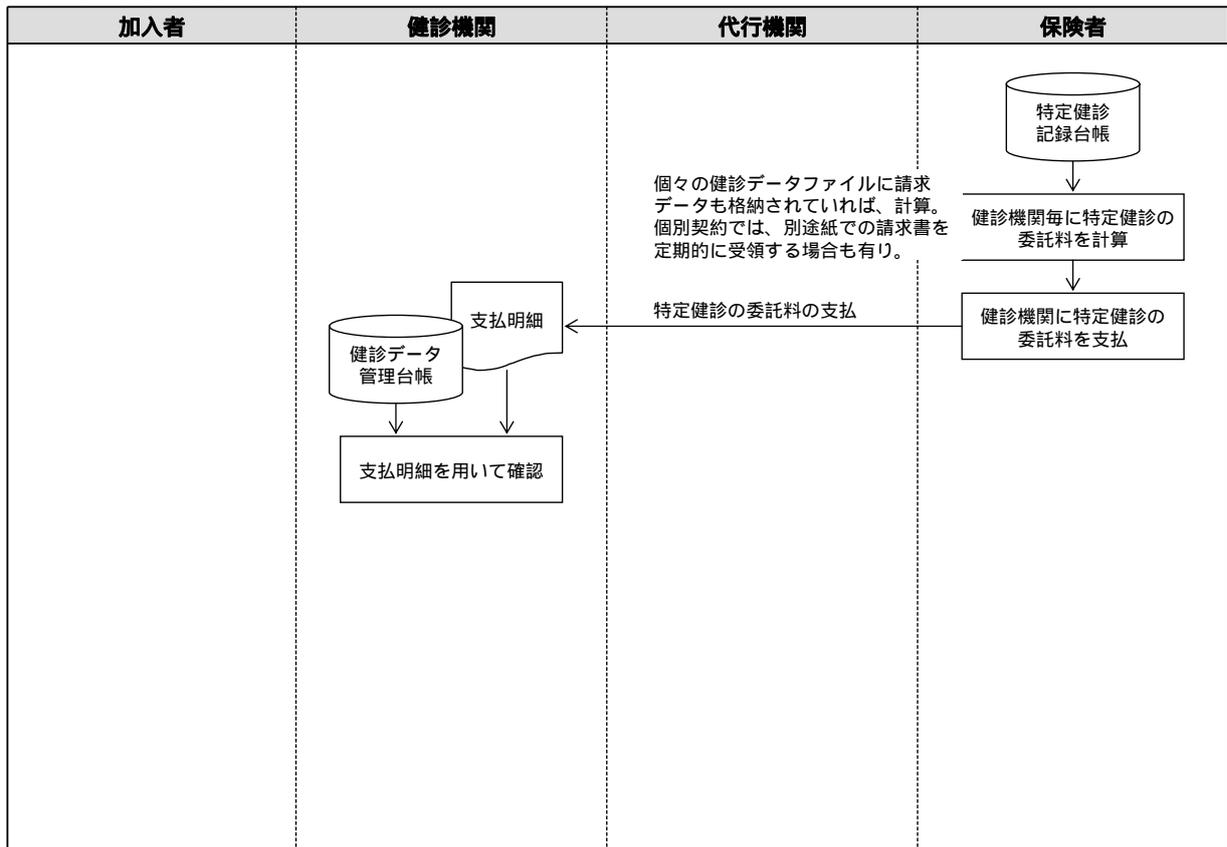 加入者
健診機関
代行機関
保険者
特定健診
記録台帳
個々の健診データファイルに請求
データも格納されていれば、計算。
個別契約では、別途紙での請求書を
定期的に受領する場合も有り。
健診機関毎に特定健診の
委託料を計算
特定健診の委託料の支払
健診機関に特定健診の
委託料を支払
支払明細
健診データ
管理台帳
支払明細を用いて確認